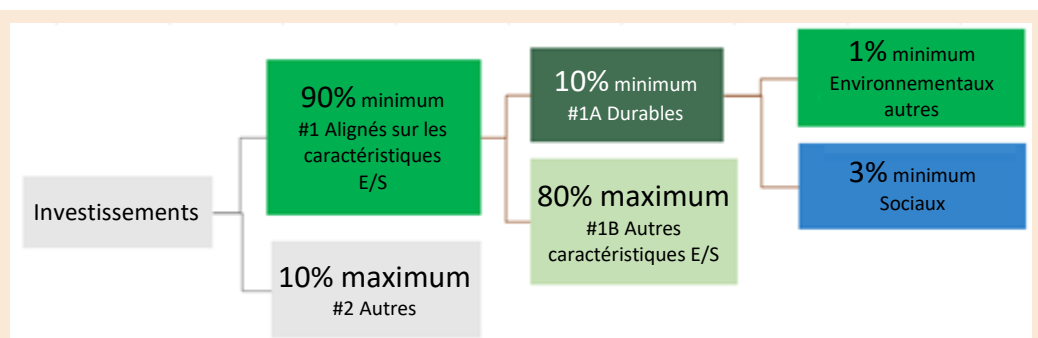 Investissements
90% minimum
#1 Alignés sur les
caractéristiques
E/S
10% maximum
#2 Autres
10% minimum
#1A Durables
80% maximum
#1B Autres
caractéristiques E/S
1% minimum
Environnementaux
autres
3% minimum
Sociaux